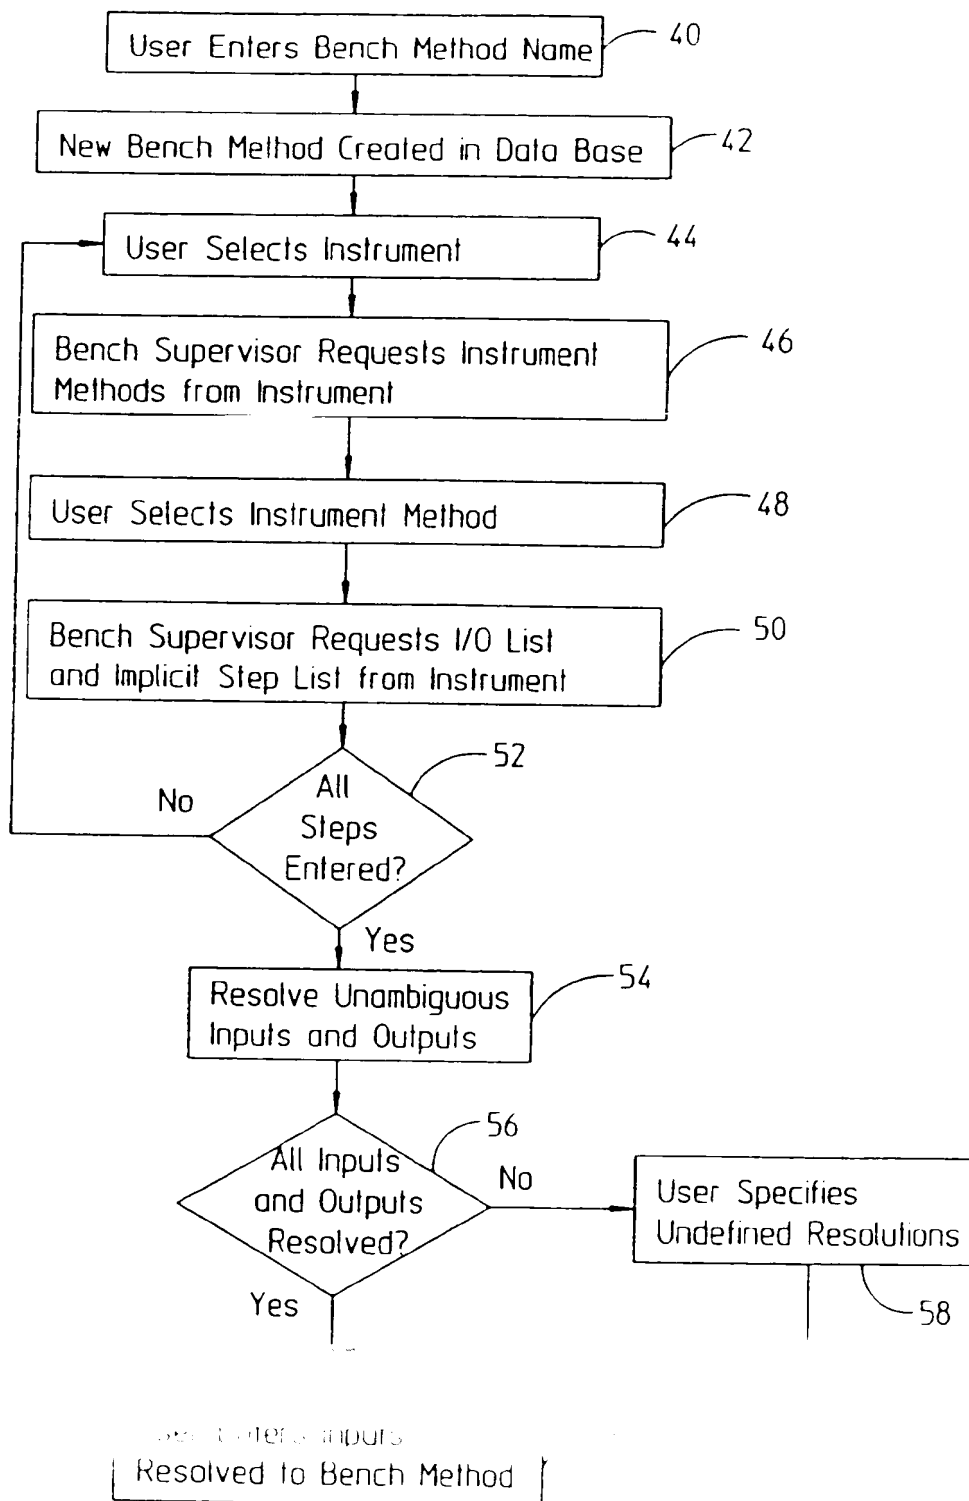 User Enters Bench Method Name
40
New Bench Method Created in Data Base
42
User Selects Instrument
44
Bench Supervisor Requests Instrument
Methods from Instrument
46
User Selects Instrument Method
48
Bench Supervisor Requests I/O List
and Implicit Step List from Instrument
50
All
Steps
Entered?
52
No
Yes
Resolve Unambiguous
Inputs and Outputs
54
All Inputs
and Outputs
Resolved?
56
No
Yes
User Specifies
Undefined Resolutions
58
Enters Inputs
Resolved to Bench Method